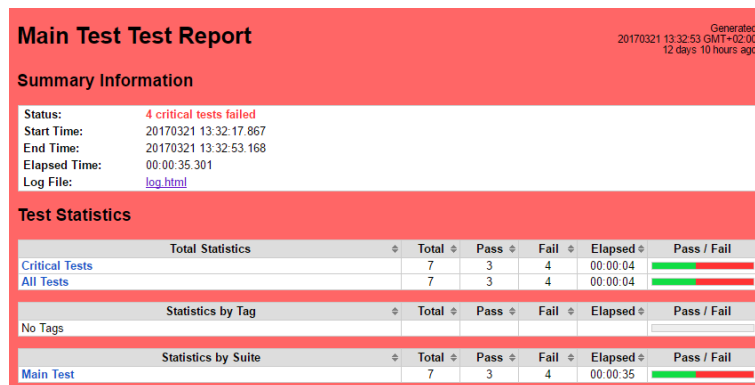 Main Test Test Report
Generated
20170321 13:32:53 GMT+02:00
12 days 10 hours ago
Summary Information
Status: 4 critical tests failed
Start Time: 20170321 13:32:17.867
End Time: 20170321 13:32:53.168
Elapsed Time: 00:00:35.301
Log File: log.html
Test Statistics
Total Statistics Total Pass Fail Elapsed Pass / Fail
Critical Tests 7 3 4 00:00:04
All Tests 7 3 4 00:00:04
Statistics by Tag Total Pass Fail Elapsed Pass / Fail
No Tags
Statistics by Suite Total Pass Fail Elapsed Pass / Fail
Main Test 7 3 4 00:00:35